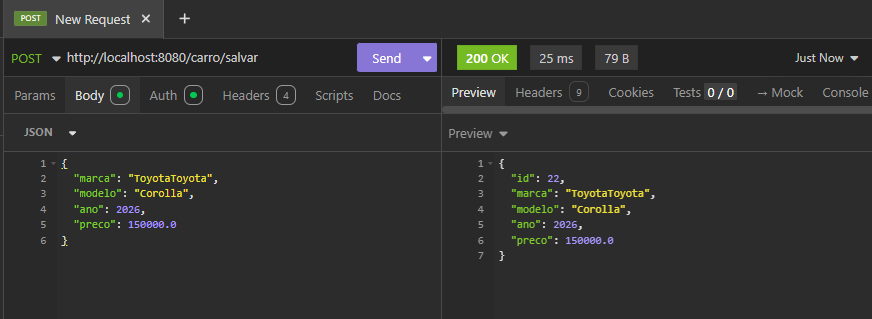 POST New Request × +
POST http://localhost:8080/carro/salvar Send
200 OK 25 ms 79 B Just Now
Params Body Auth Headers 4 Scripts Docs
Preview Headers 9 Cookies Tests 0 / 0 → Mock Console
JSON
Preview
1 {
2 "marca": "ToyotaToyota",
3 "modelo": "Corolla",
4 "ano": 2026,
5 "preco": 150000.0
6 }
1 {
2 "id": 22,
3 "marca": "ToyotaToyota",
4 "modelo": "Corolla",
5 "ano": 2026,
6 "preco": 150000.0
7 }